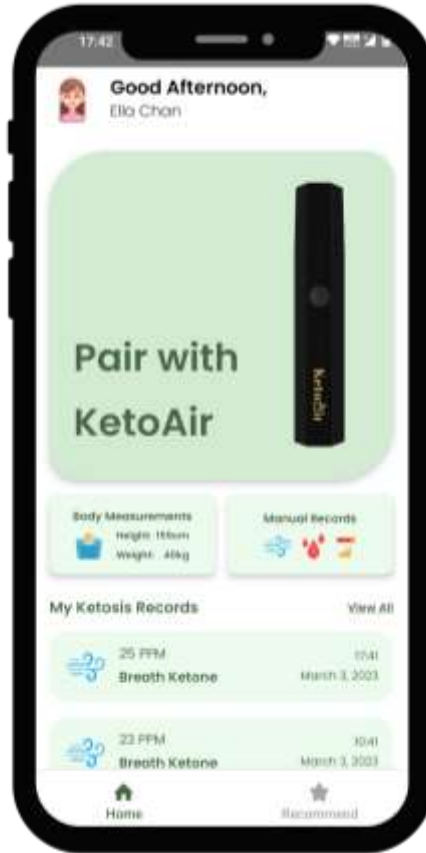 17:42
Good Afternoon,
Ella Chan
Pair with
KetoAir
KetoAir
Body Measurements
Height: 155cm
Weight: 45kg
Manual Records
My Ketosis Records
View All
25 PPM
17:41
Breath Ketone
March 3, 2023
23 PPM
10:41
Breath Ketone
March 3, 2023
Home
Recommend